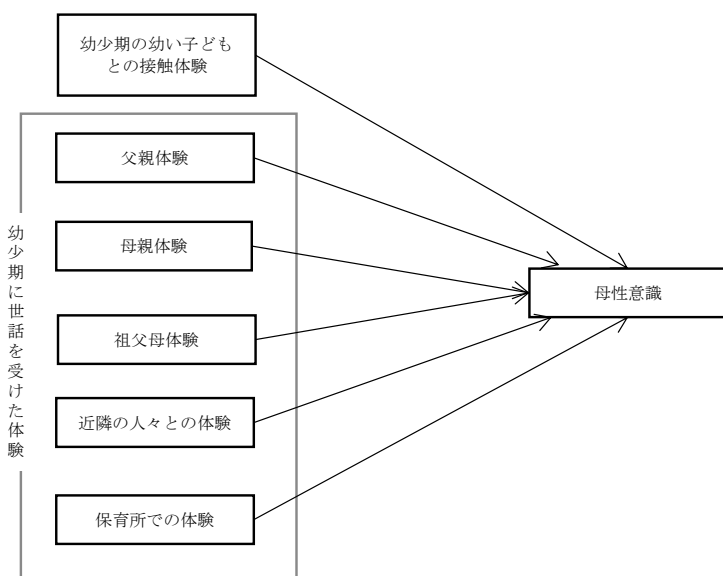 幼少期の幼い子ども
との接触体験
幼少期に世話を受けた体験
父親体験
母親体験
祖父母体験
近隣の人々との体験
保育所での体験
母性意識